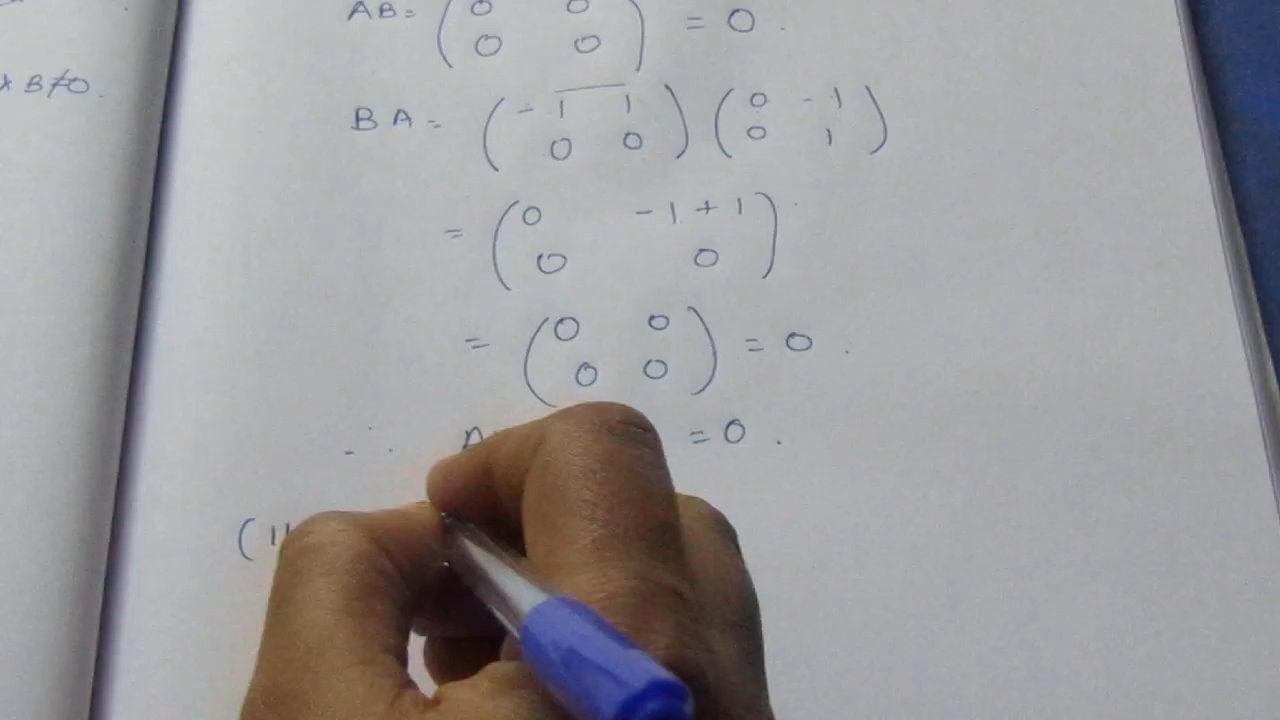 * B≠0.
AB = ( 0 0
0 0 ) = 0.
BA = ( -1 1
0 0 ) ( 0 -1
0 1 )
= ( 0 -1+1
0 0 )
= ( 0 0
0 0 ) = 0.
∴ = 0.